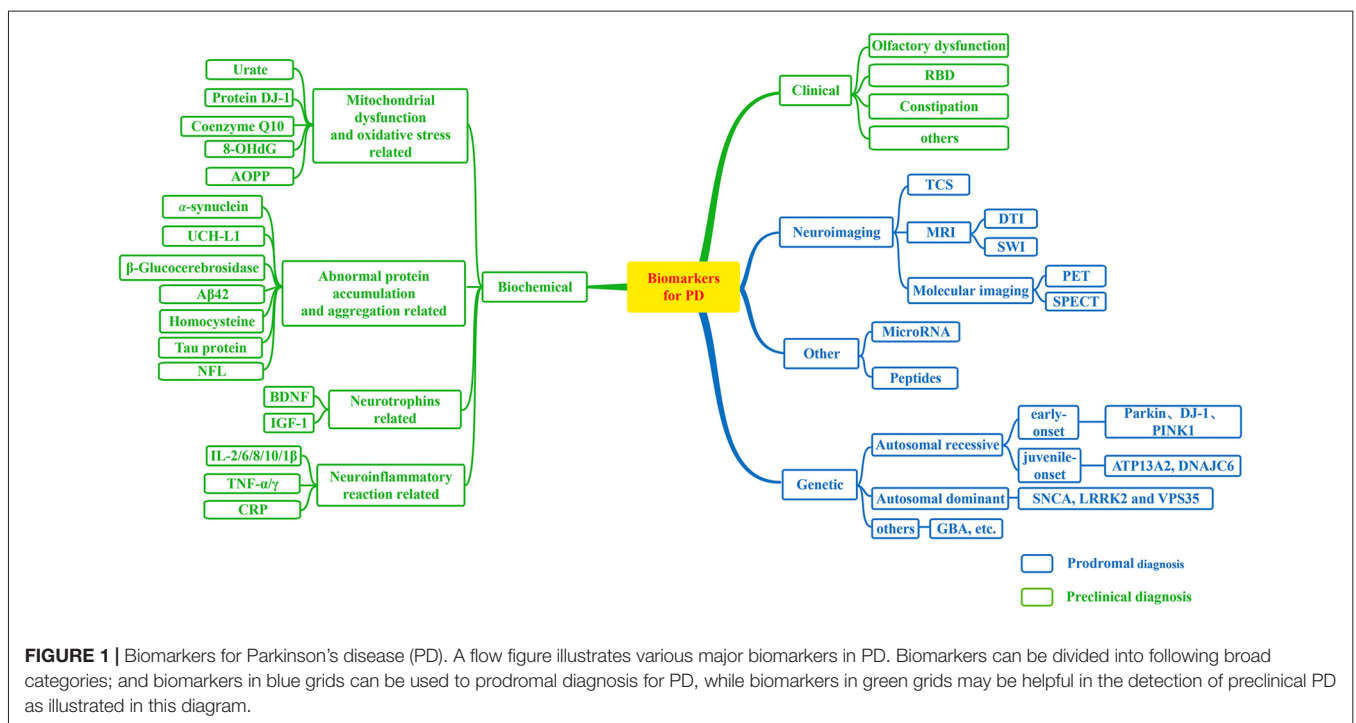 Urate
Protein DJ-1
Coenzyme Q10
8-OHdG
AOPP
Mitochondrial
dysfunction
and oxidative stress
related
α-synuclein
UCH-L1
β-Glucocerebrosidase
Aβ42
Homocysteine
Tau protein
NFL
Abnormal protein
accumulation
and aggregation related
BDNF
IGF-1
Neurotrophins
related
IL-2/6/8/10/1β
TNF-α/γ
CRP
Neuroinflammatory
reaction related
Biochemical
Biomarkers
for PD
Clinical
Olfactory dysfunction
RBD
Constipation
others
Neuroimaging
TCS
MRI
DTI
SWI
Molecular imaging
PET
SPECT
Other
MicroRNA
Peptides
Genetic
Autosomal recessive
early-
onset
Parkin、DJ-1、
PINK1
juvenile-
onset
ATP13A2, DNAJC6
Autosomal dominant
SNCA, LRRK2 and VPS35
others
GBA, etc.
Prodromal diagnosis
Preclinical diagnosis
FIGURE 1 | Biomarkers for Parkinson's disease (PD). A flow figure illustrates various major biomarkers in PD. Biomarkers can be divided into following broad
categories; and biomarkers in blue grids can be used to prodromal diagnosis for PD, while biomarkers in green grids may be helpful in the detection of preclinical PD
as illustrated in this diagram.